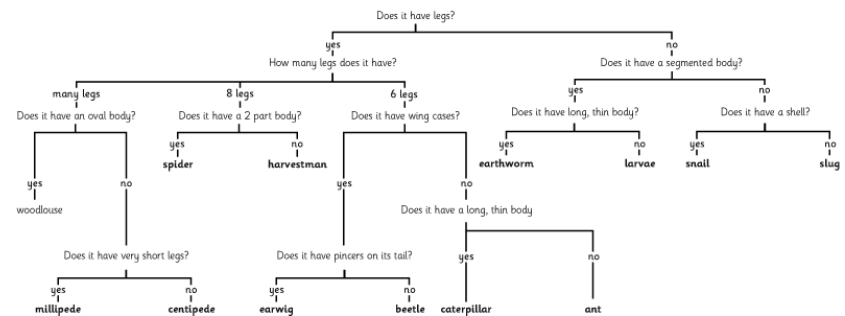 Does it have legs?
yes no
How many legs does it have? Does it have a segmented body?
many legs 8 legs 6 legs yes no
Does it have an oval body? Does it have a 2 part body? Does it have wing cases? Does it have long, thin body? Does it have a shell?
yes no yes no yes no
spider harvestman earthworm larvae snail slug
yes no yes no
woodlouse Does it have a long, thin body
Does it have very short legs? Does it have pincers on its tail? yes no
yes no yes no
millipede centipede earwig beetle caterpillar ant